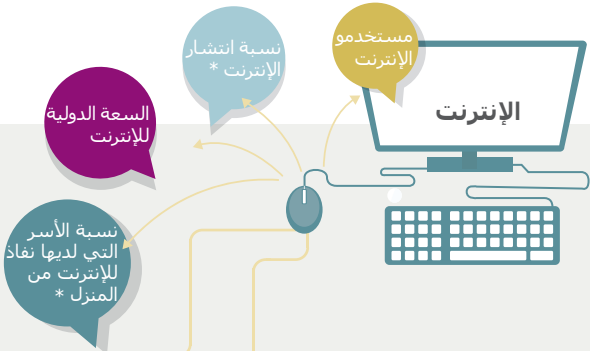 مستخدمو
الإنترنت
نسبة انتشار
الإنترنت *
السعة الدولية
للإنترنت
نسبة الأسر
التي لديها نفاذ
للإنترنت من
المنزل *
الإنترنت